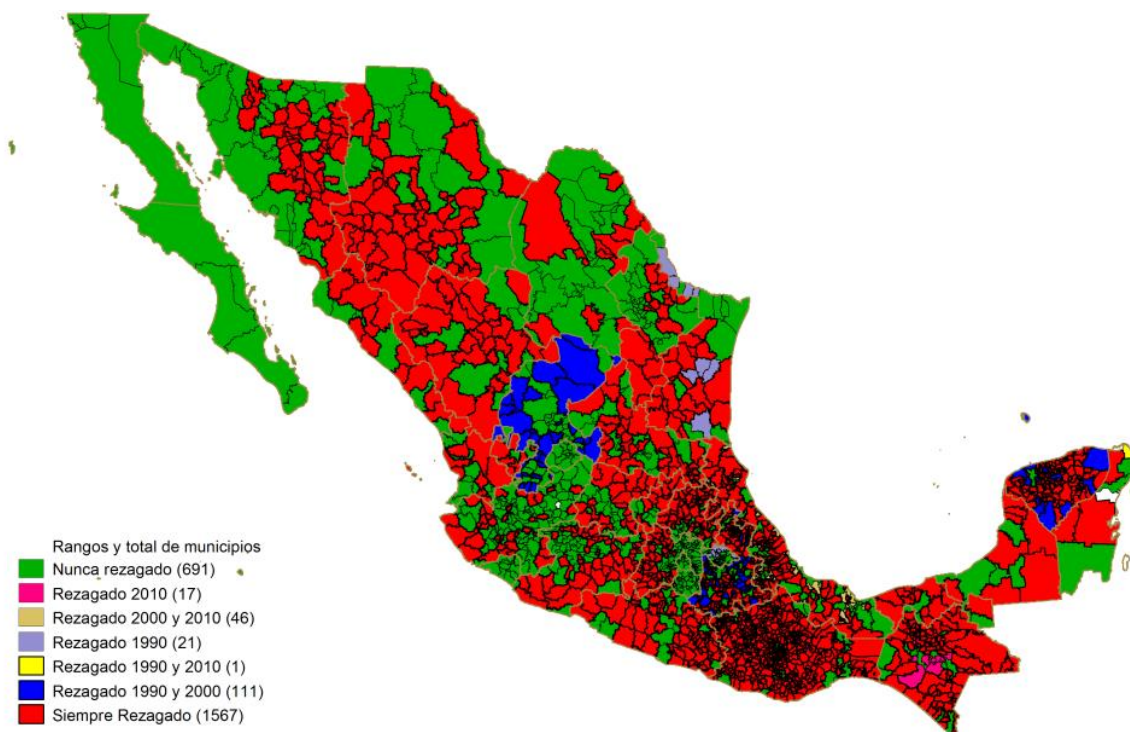 Rangos y total de municipios
Nunca rezagado (691)
Rezagado 2010 (17)
Rezagado 2000 y 2010 (46)
Rezagado 1990 (21)
Rezagado 1990 y 2010 (1)
Rezagado 1990 y 2000 (111)
Siempre Rezagado (1567)